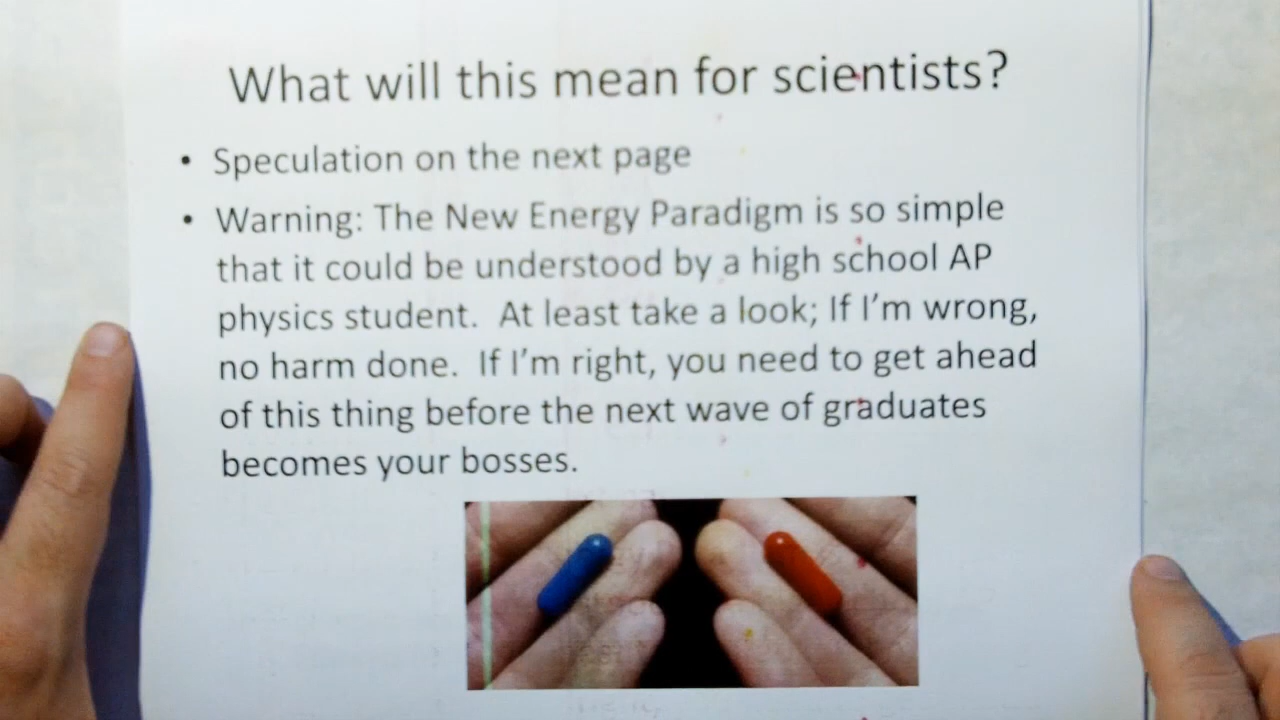 What will this mean for scientists?
• Speculation on the next page
• Warning: The New Energy Paradigm is so simple
that it could be understood by a high school AP
physics student. At least take a look; If I'm wrong,
no harm done. If I'm right, you need to get ahead
of this thing before the next wave of graduates
becomes your bosses.